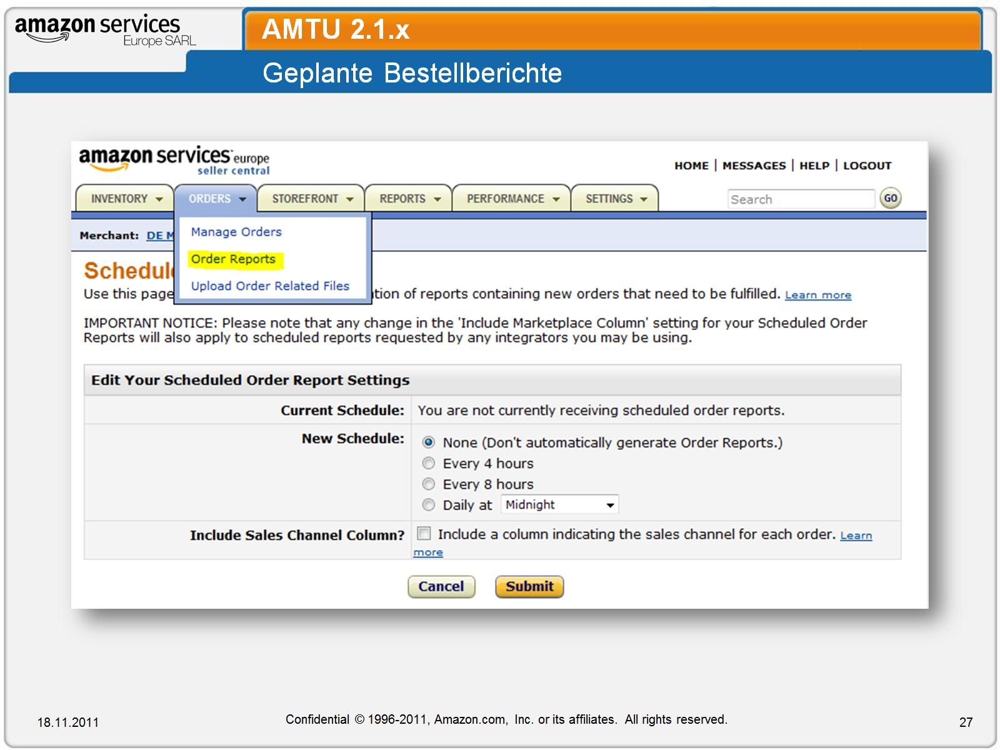 amazon services
Europe SARL
AMTU 2.1.x
Geplante Bestellberichte
amazon services europe
seller central
HOME | MESSAGES | HELP | LOGOUT
INVENTORY ORDERS STOREFRONT REPORTS PERFORMANCE SETTINGS Search GO
Merchant: DE
Manage Orders
Order Reports
Upload Order Related Files
Use this page of reports containing new orders that need to be fulfilled. Learn more
IMPORTANT NOTICE: Please note that any change in the 'Include Marketplace Column' setting for your Scheduled Order
Reports will also apply to scheduled reports requested by any integrators you may be using.
Edit Your Scheduled Order Report Settings
Current Schedule: You are not currently receiving scheduled order reports.
New Schedule:
None (Don't automatically generate Order Reports.)
Every 4 hours
Every 8 hours
Daily at Midnight
Include Sales Channel Column? Include a column indicating the sales channel for each order. Learn
more
Cancel Submit
18.11.2011 Confidential © 1996-2011, Amazon.com, Inc. or its affiliates. All rights reserved. 27